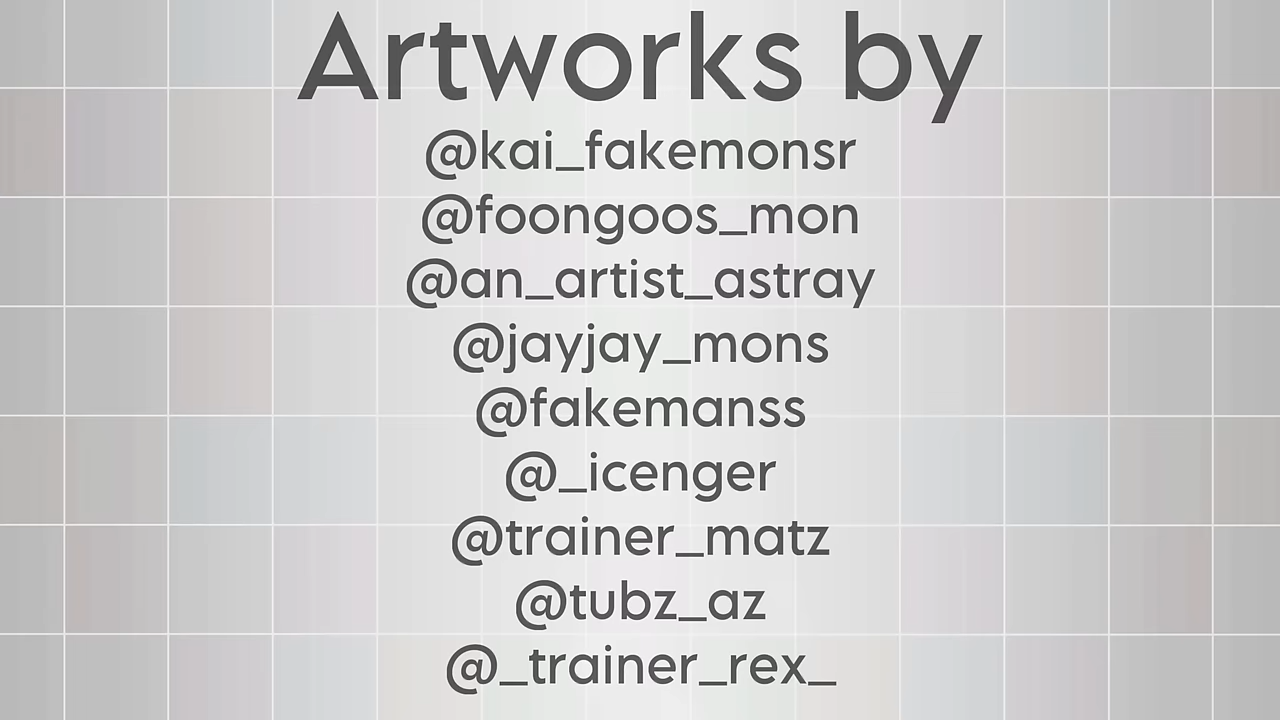 Artworks by
@kai_fakemonsr
@foongoos_mon
@an_artist_astray
@jayjay_mons
@fakemanss
@_icenger
@trainer_matz
@tubz_az
@_trainer_rex_